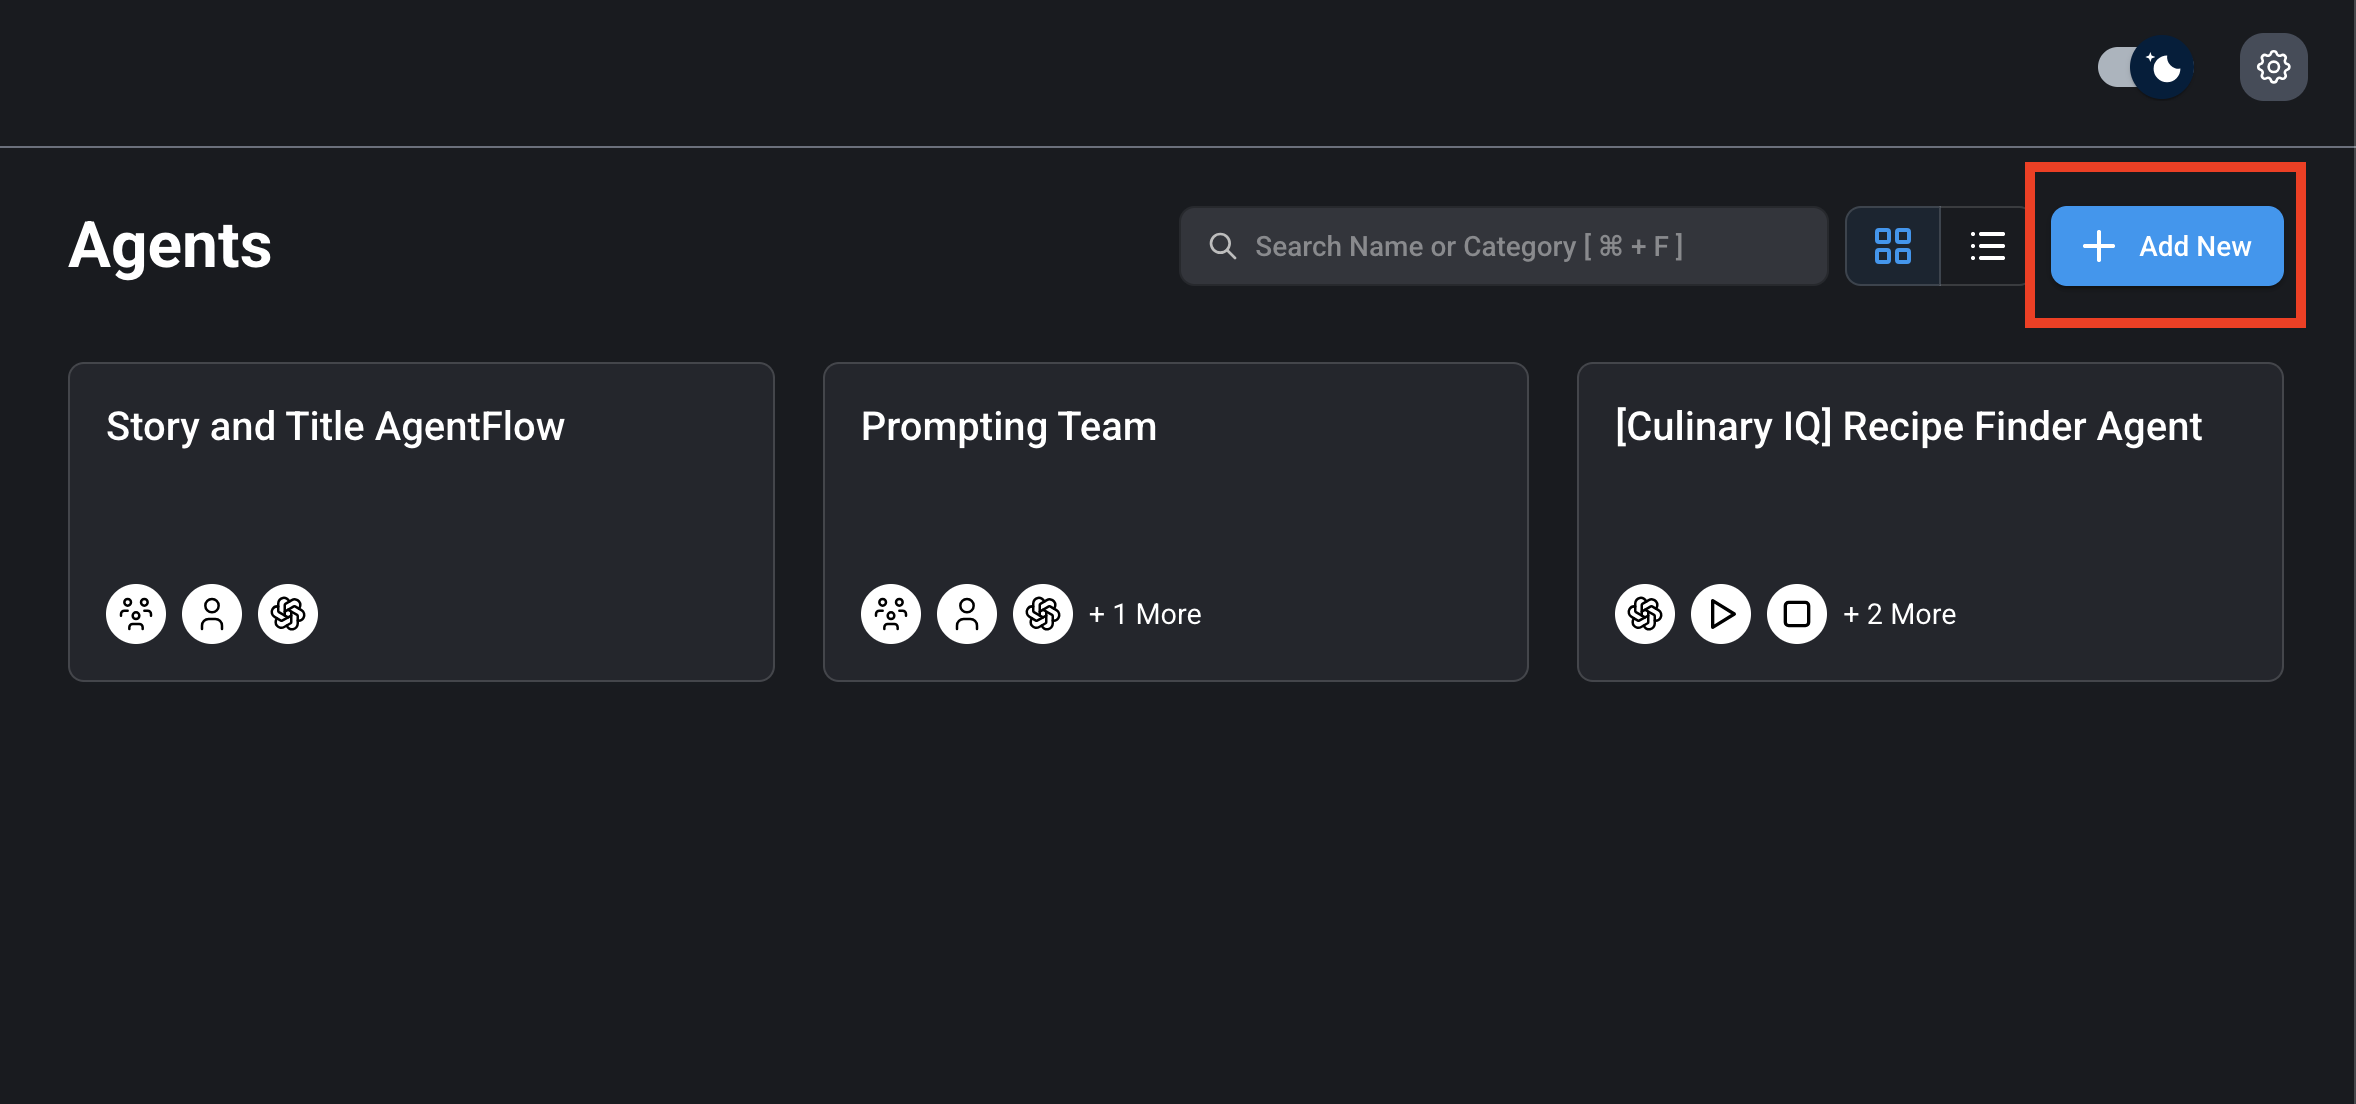 Agents
Search Name or Category [ ⌘ + F ]
Add New
Story and Title AgentFlow
Prompting Team
+ 1 More
[Culinary IQ] Recipe Finder Agent
+ 2 More